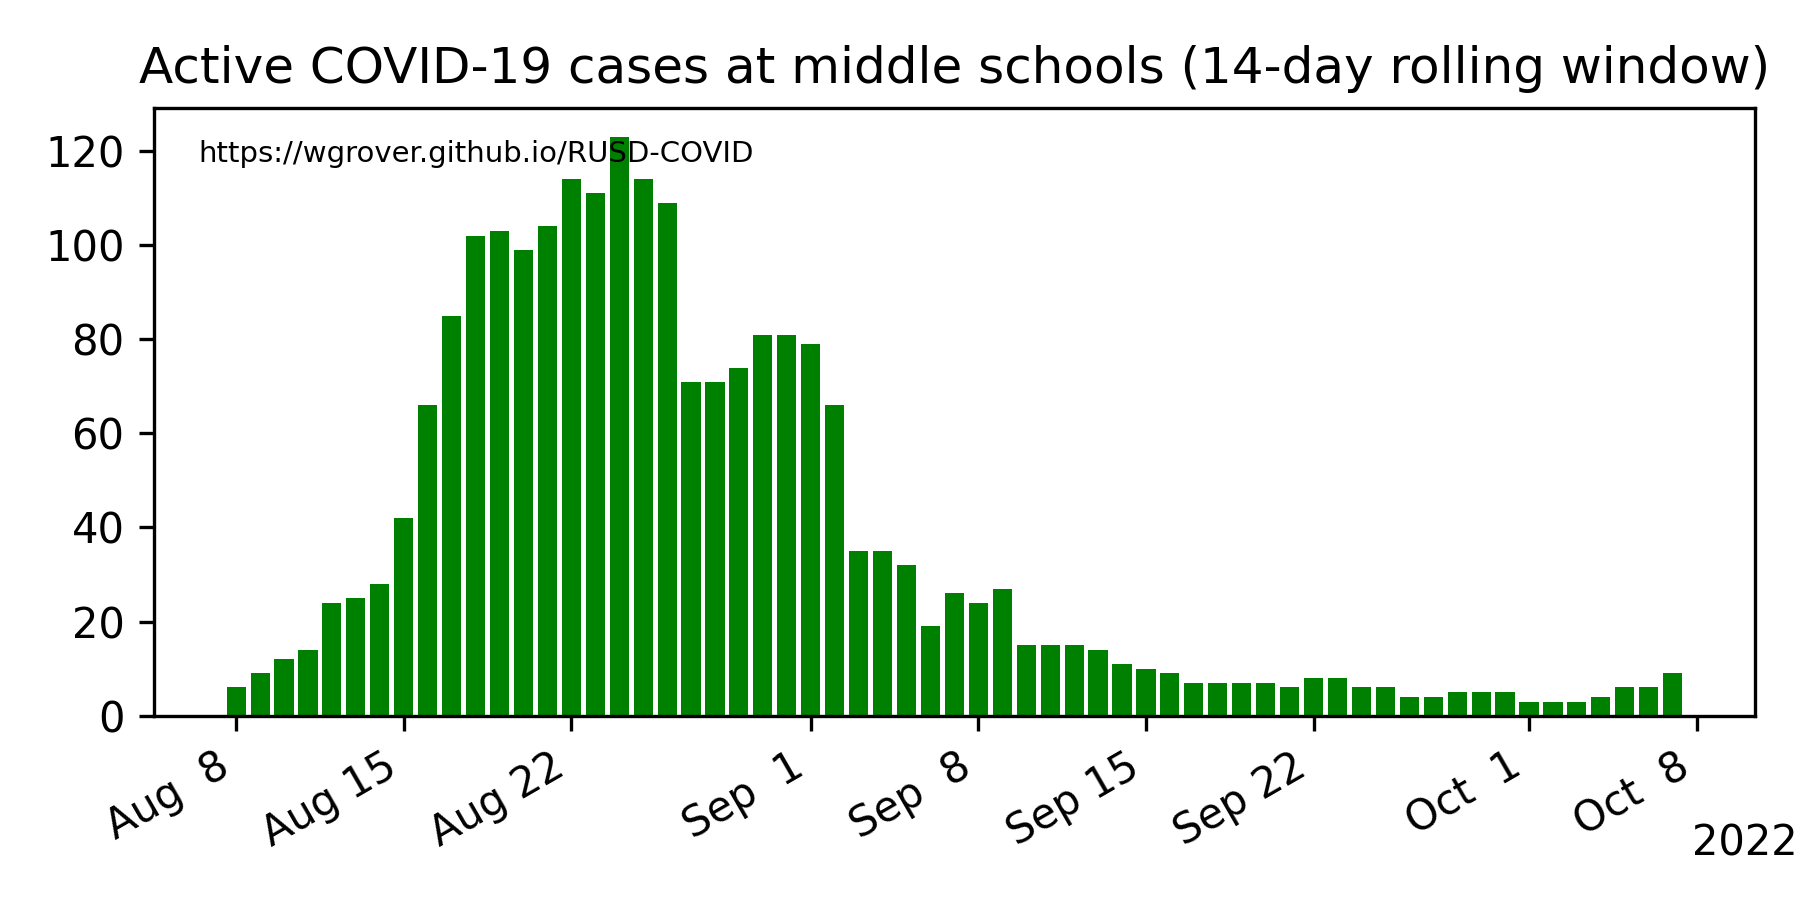 Active COVID-19 cases at middle schools (14-day rolling window)
https://wgrover.github.io/RUSD-COVID
120
100
80
60
40
20
0
Aug 8
Aug 15
Aug 22
Sep 1
Sep 8
Sep 15
Sep 22
Oct 1
Oct 8
2022